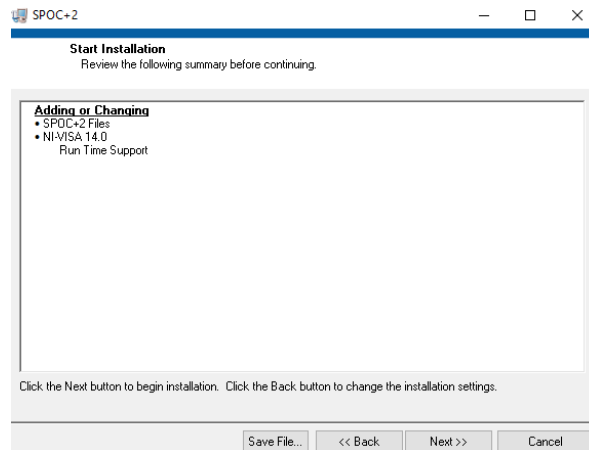 SPOC+2
Start Installation
Review the following summary before continuing.
Adding or Changing
• SPOC+2 Files
• NI-VISA 14.0
Run Time Support
Click the Next button to begin installation. Click the Back button to change the installation settings.
Save File... << Back Next >> Cancel